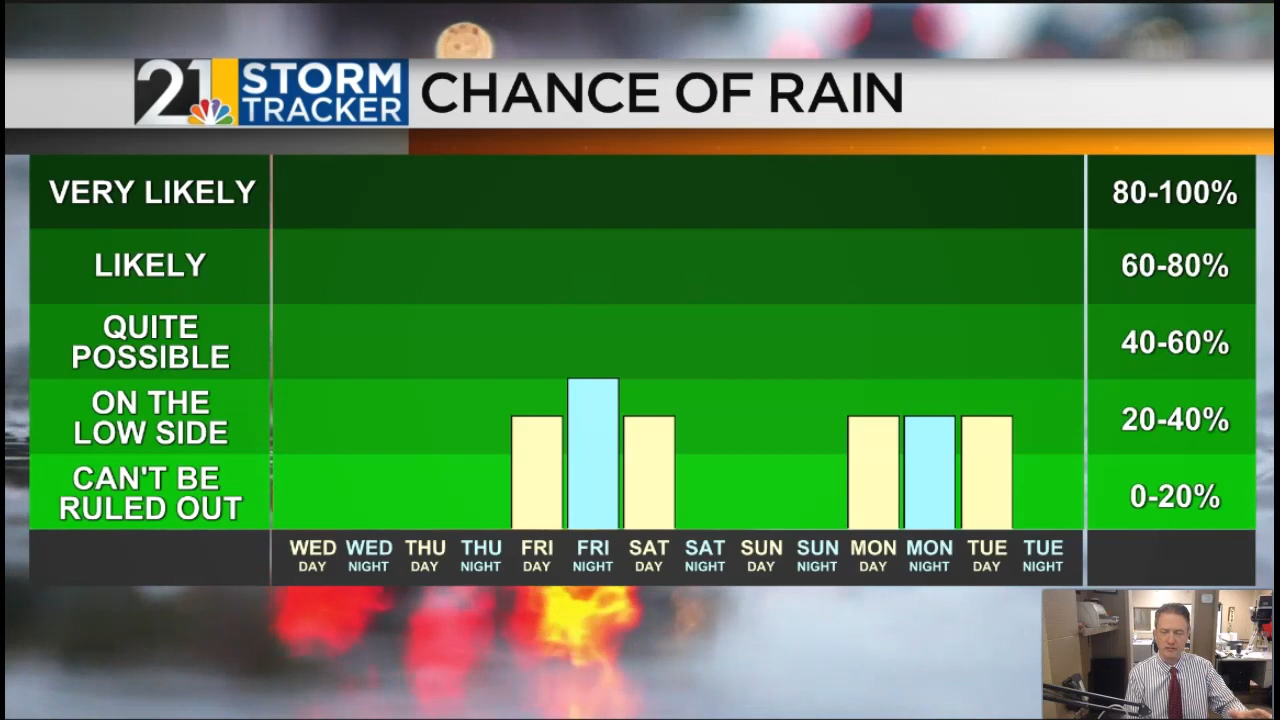 21 STORM
TRACKER
CHANCE OF RAIN
VERY LIKELY
80-100%
LIKELY
60-80%
QUITE
POSSIBLE
40-60%
ON THE
LOW SIDE
20-40%
CAN'T BE
RULED OUT
0-20%
WED WED THU THU FRI FRI SAT SAT SUN SUN MON MON TUE TUE
DAY NIGHT DAY NIGHT DAY NIGHT DAY NIGHT DAY NIGHT DAY NIGHT DAY NIGHT